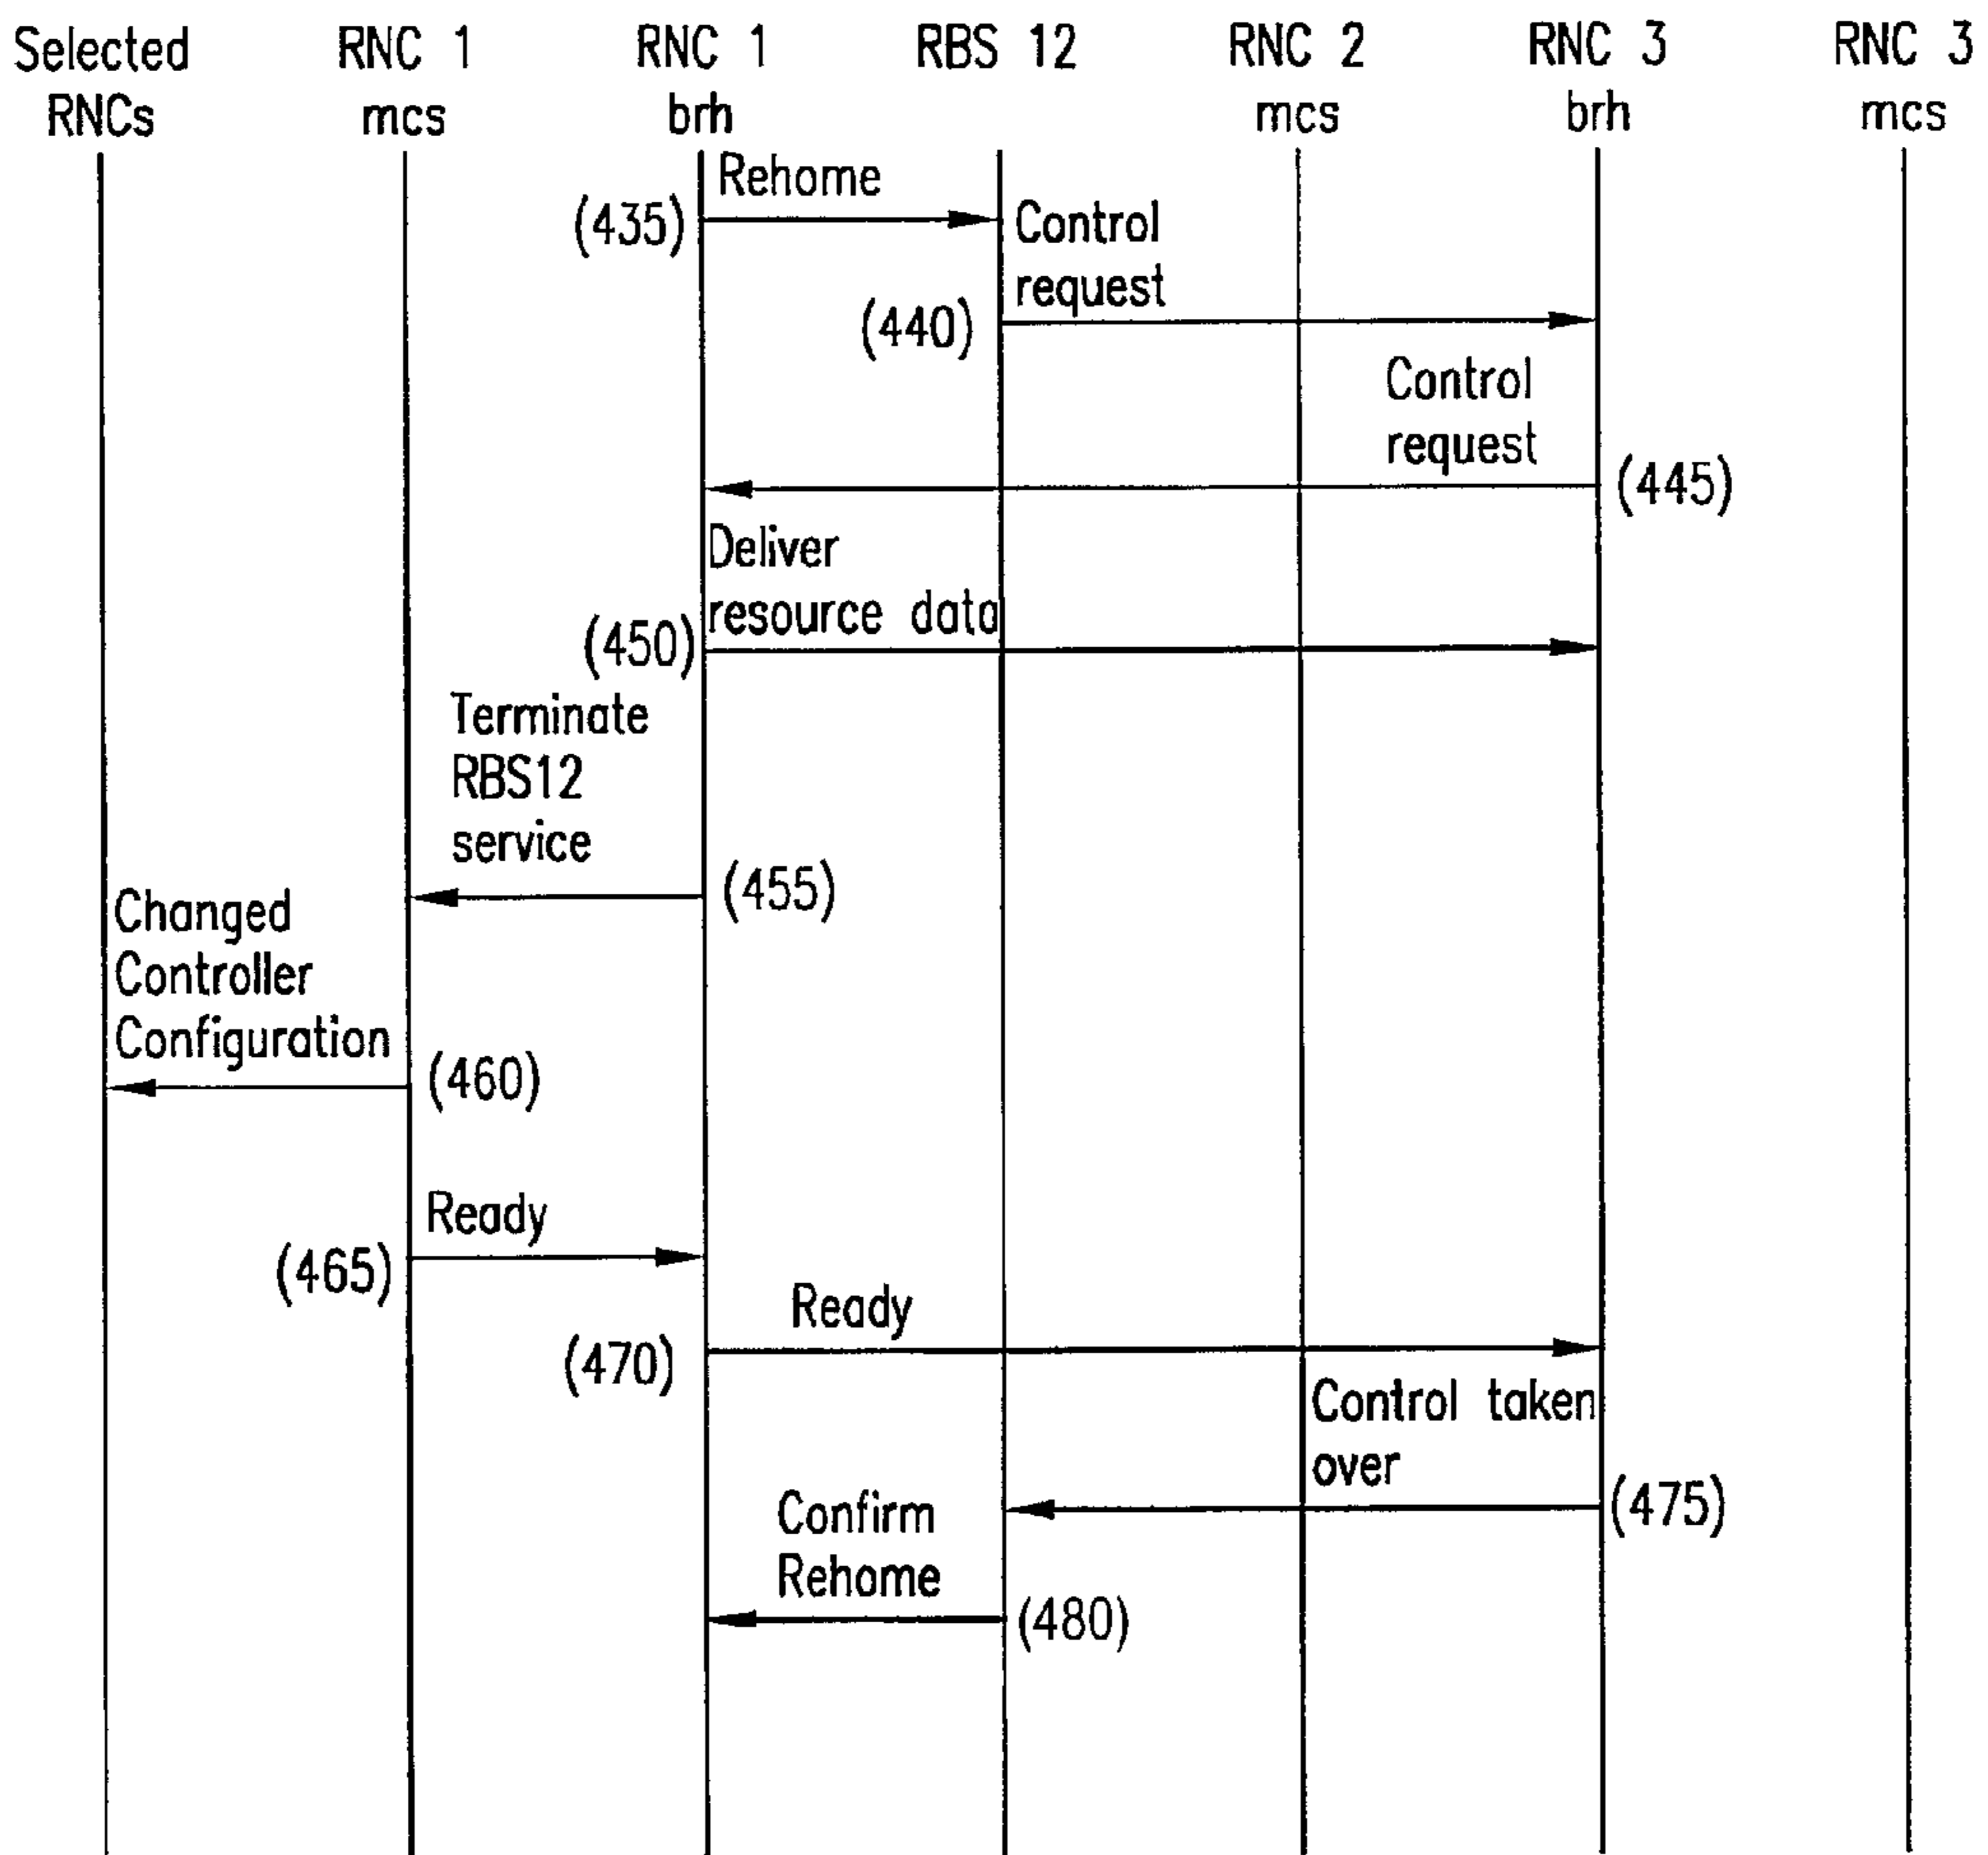 Selected RNCs
RNC 1 mcs
RNC 1 brh
RBS 12
RNC 2 mcs
RNC 3 brh
RNC 3 mcs
Rehome
(435)
Control
request
(440)
Control
request
(445)
Deliver
resource data
(450)
Terminate
RBS12
service
(455)
Changed
Controller
Configuration
(460)
Ready
(465)
Ready
(470)
Control taken
over
(475)
Confirm
Rehome
(480)